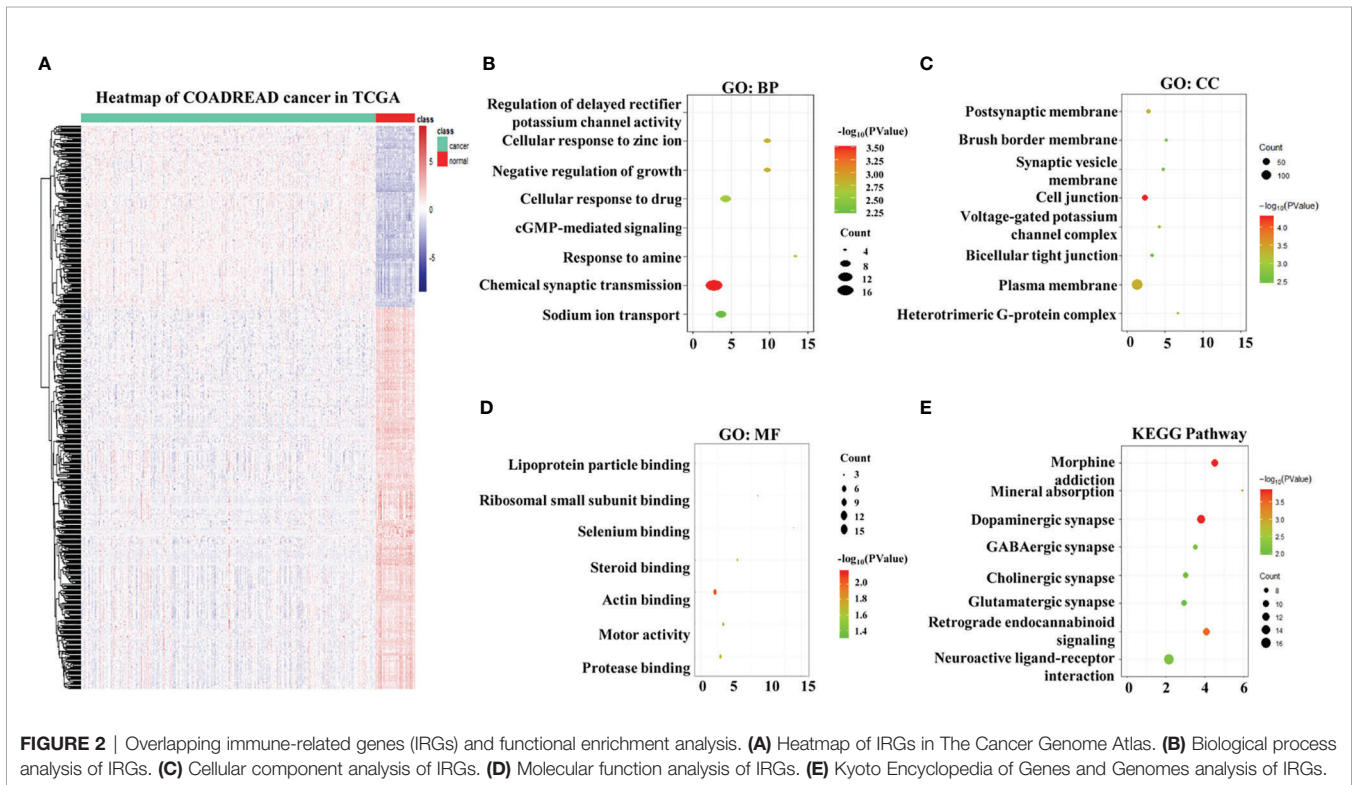 A
Heatmap of COADREAD cancer in TCGA
class
class
cancer
normal
5
0
-5
B
GO: BP
Regulation of delayed rectifier
potassium channel activity
Cellular response to zinc ion
Negative regulation of growth
Cellular response to drug
cGMP-mediated signaling
Response to amine
Chemical synaptic transmission
Sodium ion transport
0 5 10 15
-log10(PValue)
3.50
3.25
3.00
2.75
2.50
2.25
Count
4
8
12
16
C
GO: CC
Postsynaptic membrane
Brush border membrane
Synaptic vesicle
membrane
Cell junction
Voltage-gated potassium
channel complex
Bicellular tight junction
Plasma membrane
Heterotrimeric G-protein complex
0 5 10 15
Count
50
100
-log10(PValue)
4.0
3.5
3.0
2.5
D
GO: MF
Lipoprotein particle binding
Ribosomal small subunit binding
Selenium binding
Steroid binding
Actin binding
Motor activity
Protease binding
0 5 10 15
Count
3
6
9
12
15
-log10(PValue)
2.0
1.8
1.6
1.4
E
KEGG Pathway
Morphine
addiction
Mineral absorption
Dopaminergic synapse
GABAergic synapse
Cholinergic synapse
Glutamatergic synapse
Retrograde endocannabinoid
signaling
Neuroactive ligand-receptor
interaction
0 2 4 6
-log10(PValue)
3.5
3.0
2.5
2.0
Count
8
10
12
14
16
FIGURE 2 | Overlapping immune-related genes (IRGs) and functional enrichment analysis. (A) Heatmap of IRGs in The Cancer Genome Atlas. (B) Biological process
analysis of IRGs. (C) Cellular component analysis of IRGs. (D) Molecular function analysis of IRGs. (E) Kyoto Encyclopedia of Genes and Genomes analysis of IRGs.